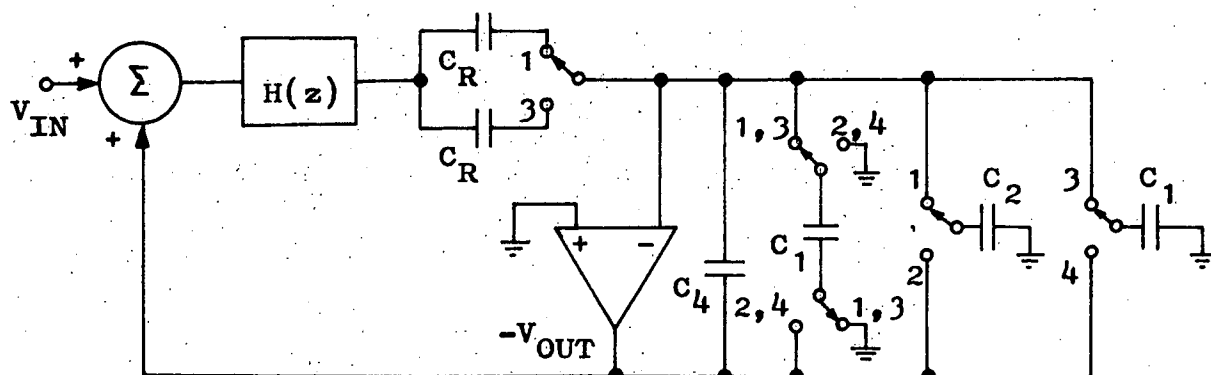 +
Σ
V_IN
+
H(z)
C_R
C_R
1
3
+
−
-V_OUT
C_4
1,3
2,4
C_1
2,4
1,3
1
C_2
2
3
C_1
4